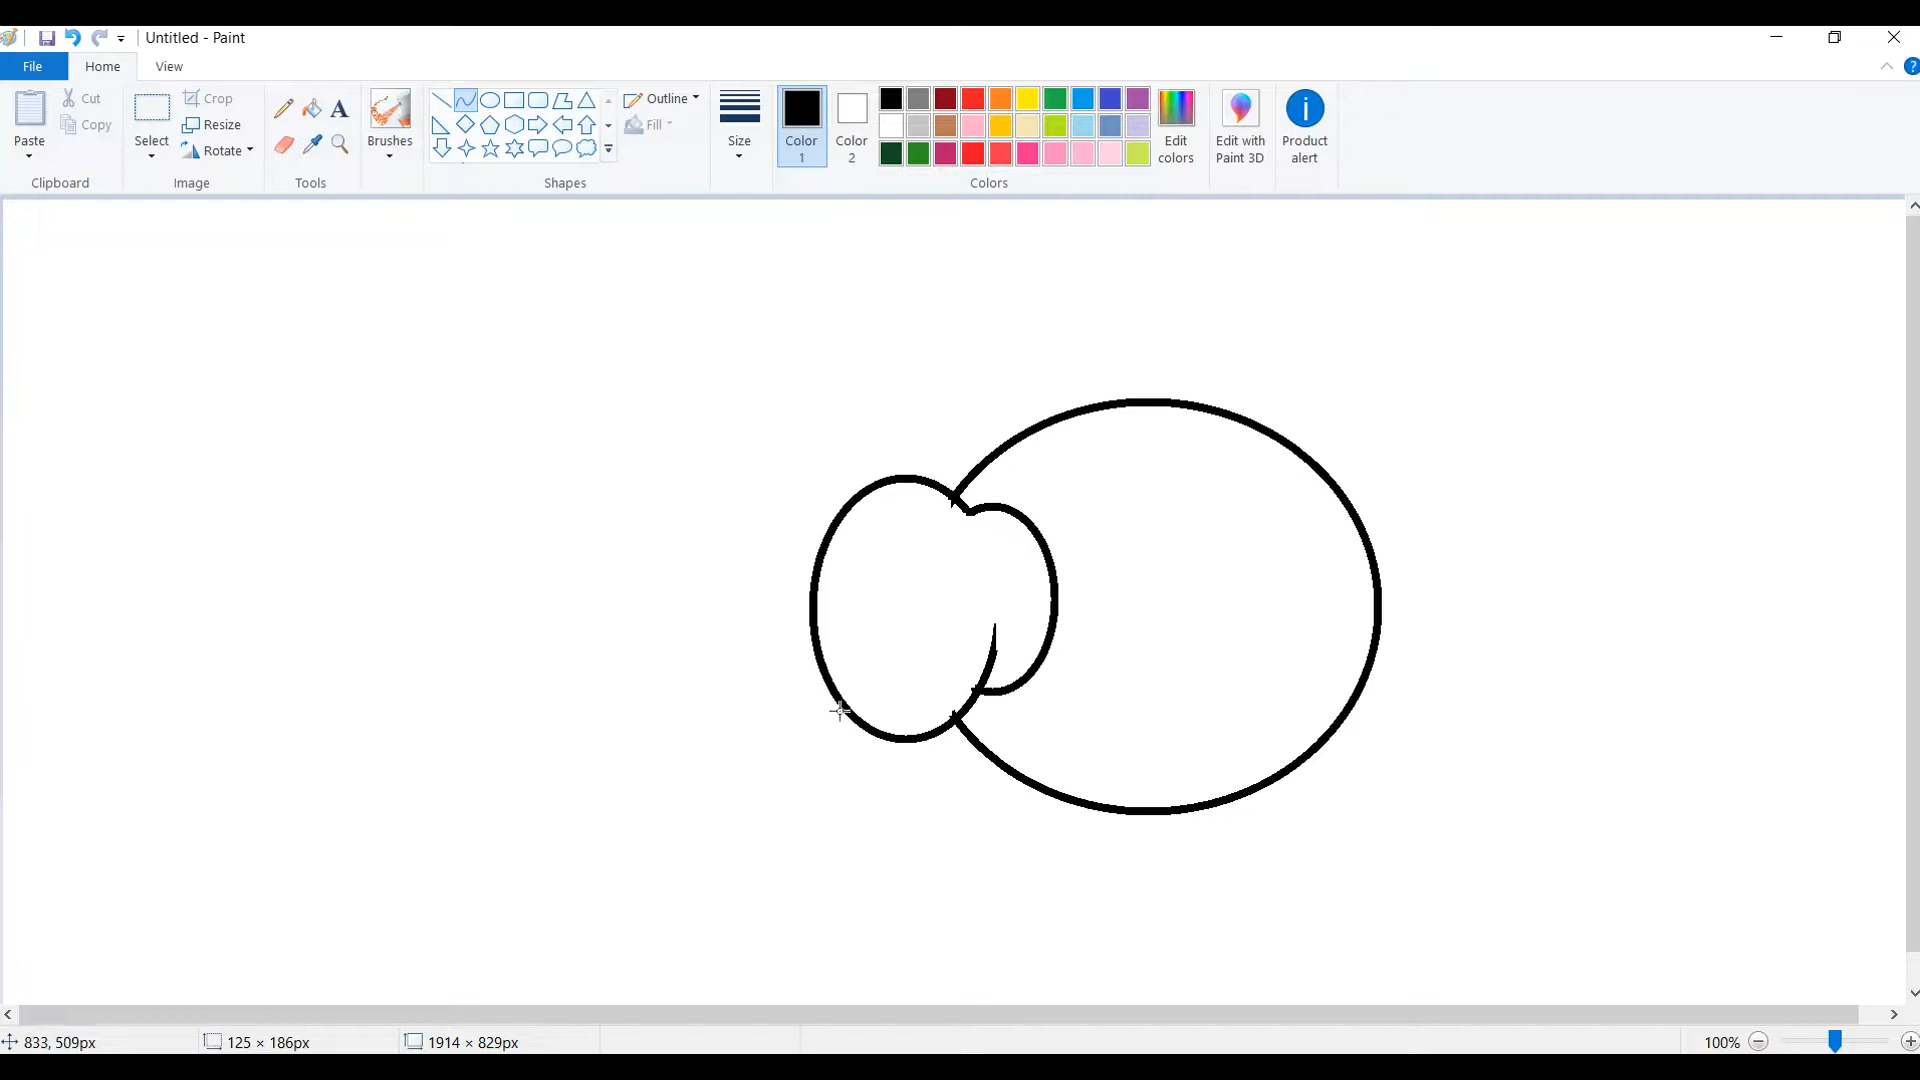 Untitled - Paint
File Home View
Paste Cut Copy Clipboard
Select Crop Resize Rotate Image
Tools
Brushes
Outline Fill Shapes
Size
Color 1
Color 2
Edit colors
Colors
Edit with Paint 3D
Product alert
833, 509px 125 × 186px 1914 × 829px 100%